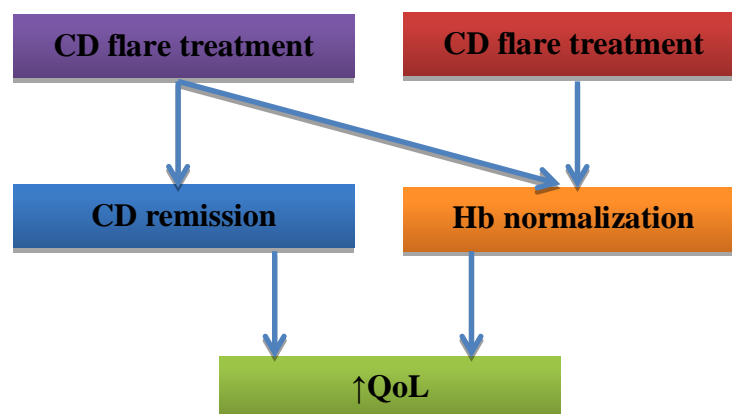 CD flare treatment
CD flare treatment
CD remission
Hb normalization
↑QoL